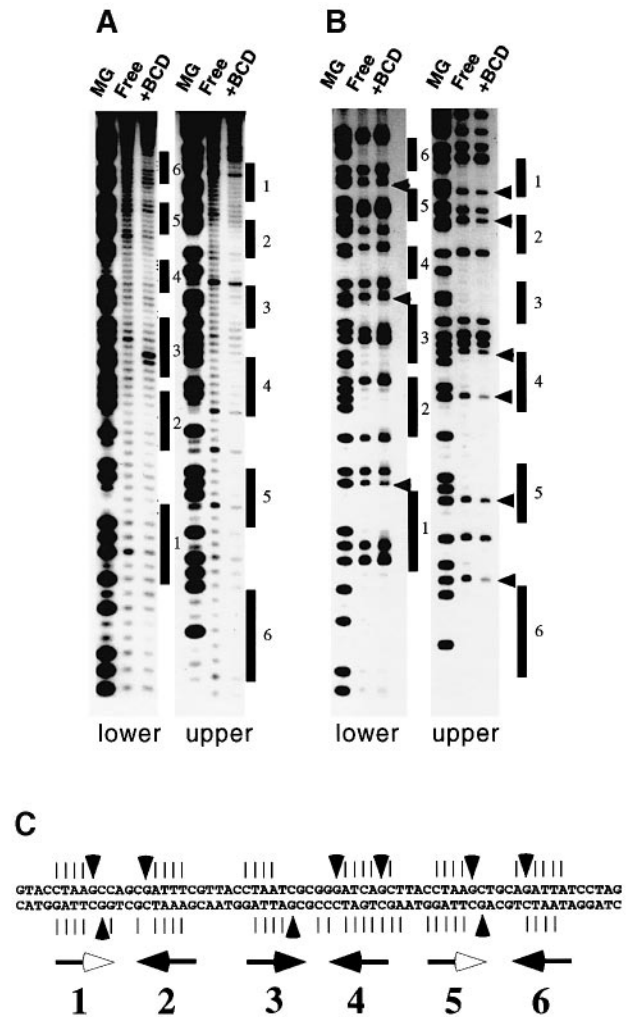 A
B
MG Free +BCD
MG Free +BCD
MG Free +BCD
MG Free +BCD
6
5
4
3
2
1
1
2
3
4
5
6
6
5
4
3
2
1
1
2
3
4
5
6
lower
upper
lower
upper
C
GTACCTAAGCCAGCGATTTCGTTACCTAATCGCGGGATCAGCTTACCTAAGCTGCAGATTATCCTAG
CATGGATTCGGTCGCTAAAGCAATGGATTAGCGCCCTAGTCGAATGGATTCGACGTCTAATAGGATC
1 2 3 4 5 6